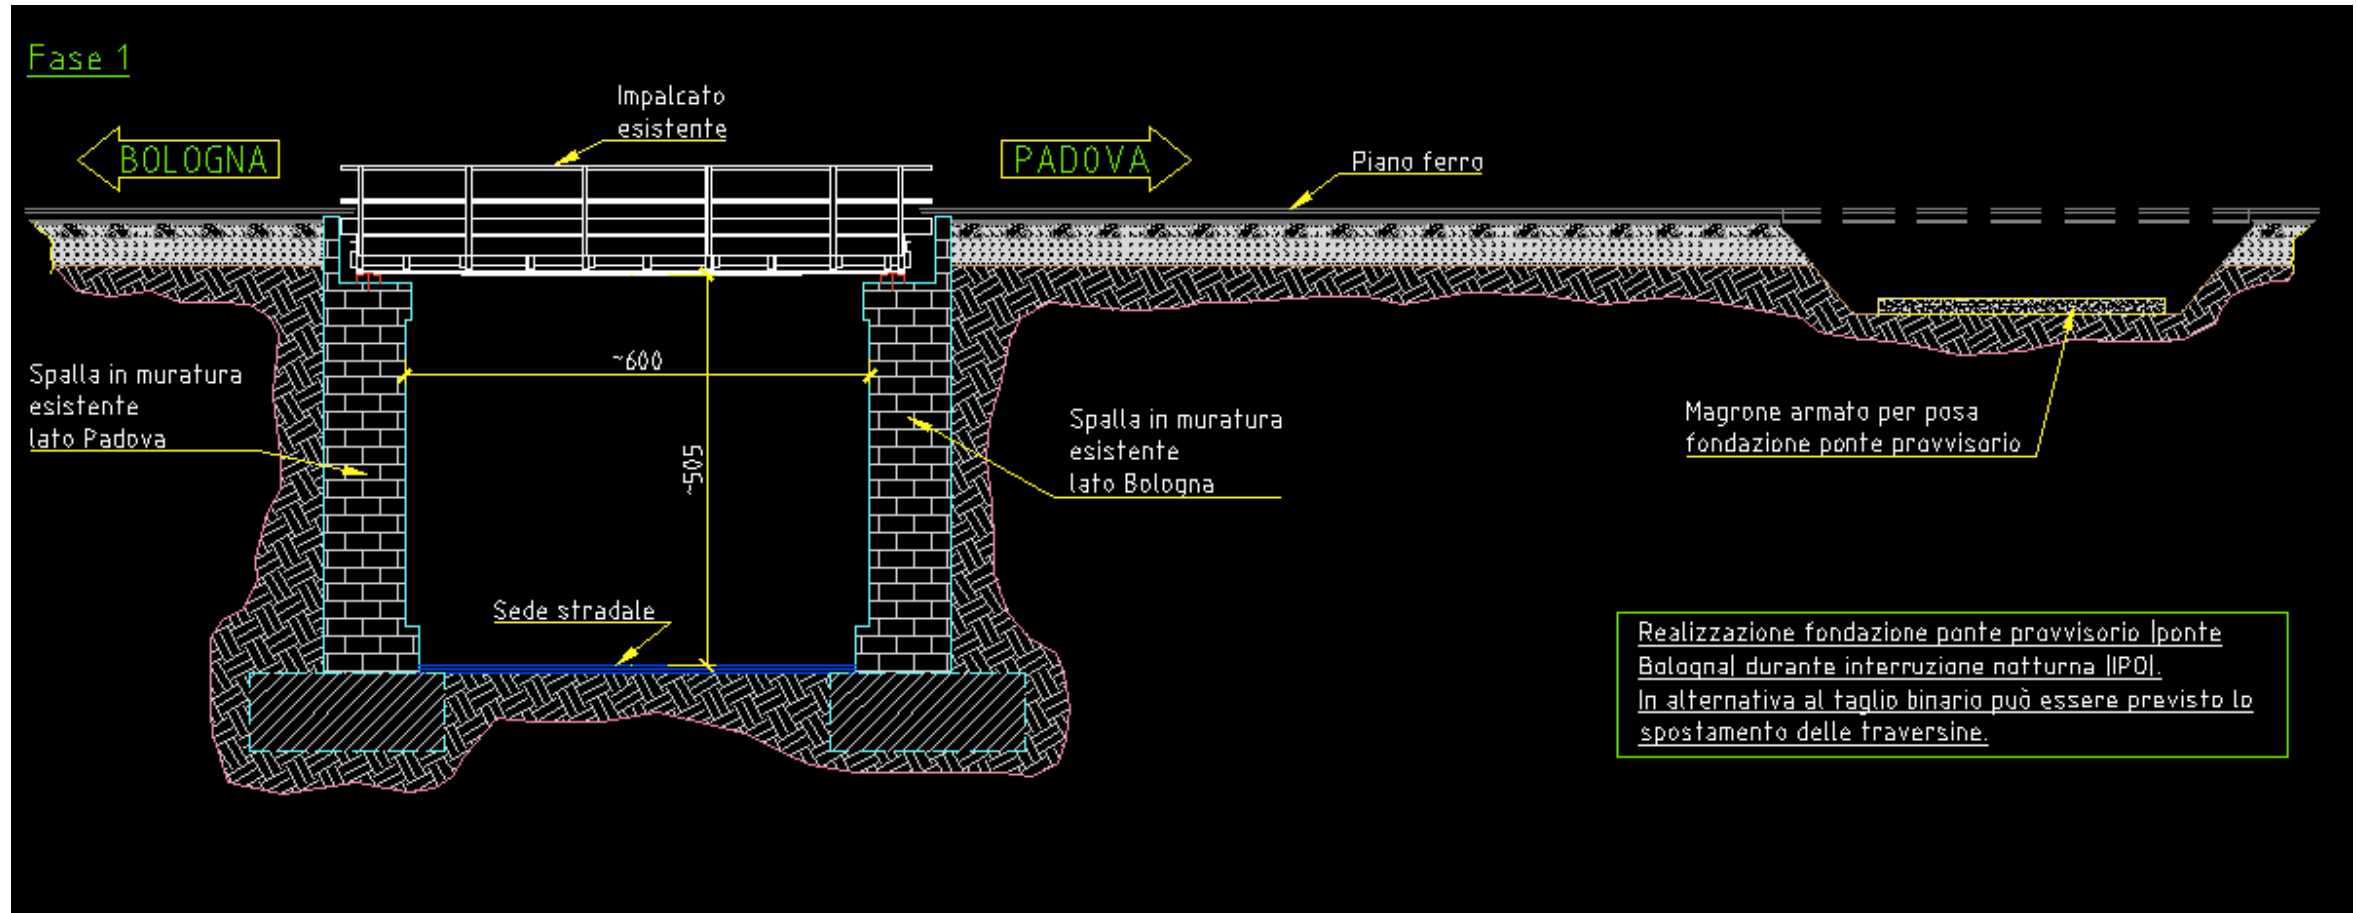 Fase 1
Impalcato
esistente
BOLOGNA
PADOVA
Piano ferro
~600
~505
Spalla in muratura
esistente
lato Padova
Spalla in muratura
esistente
lato Bologna
Magrone armato per posa
fondazione ponte provvisorio
Sede stradale
Realizzazione fondazione ponte provvisorio |ponte
Bologna| durante interruzione notturna |IPO|.
In alternativa al taglio binario può essere previsto lo
spostamento delle traversine.